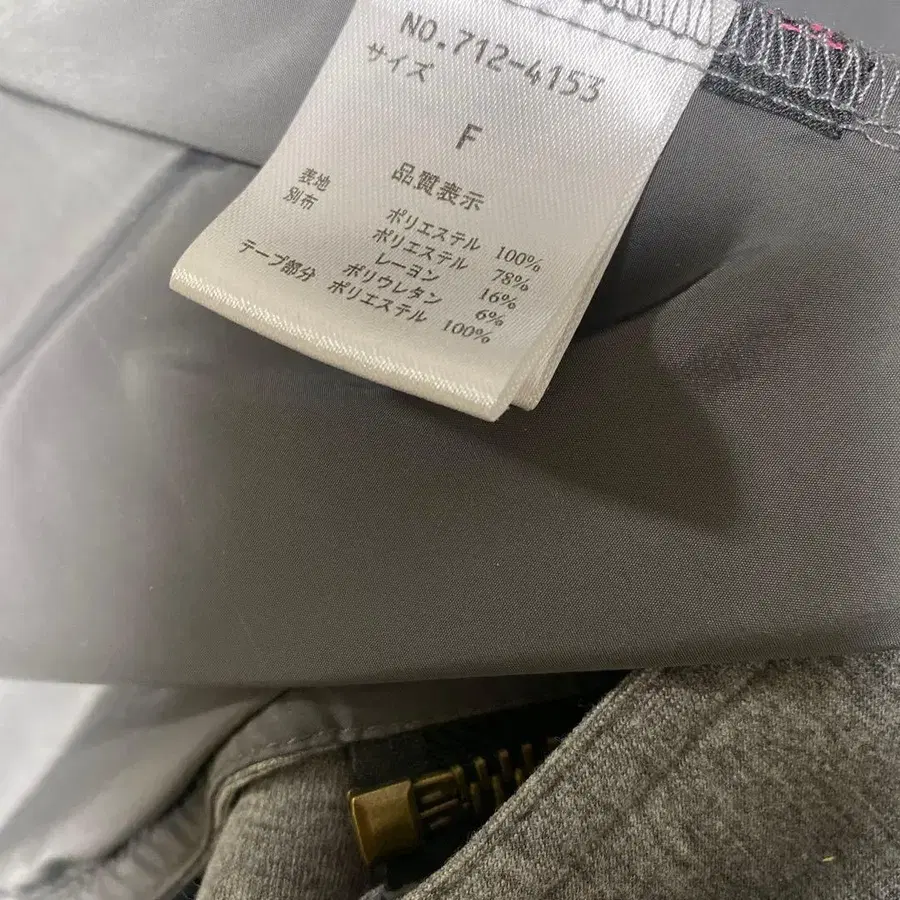 NO.712-4153
サイズ
F
品質表示
表地 ポリエステル 100%
別布 ポリエステル 78%
レーヨン 16%
ポリウレタン 6%
テープ部分 ポリエステル 100%